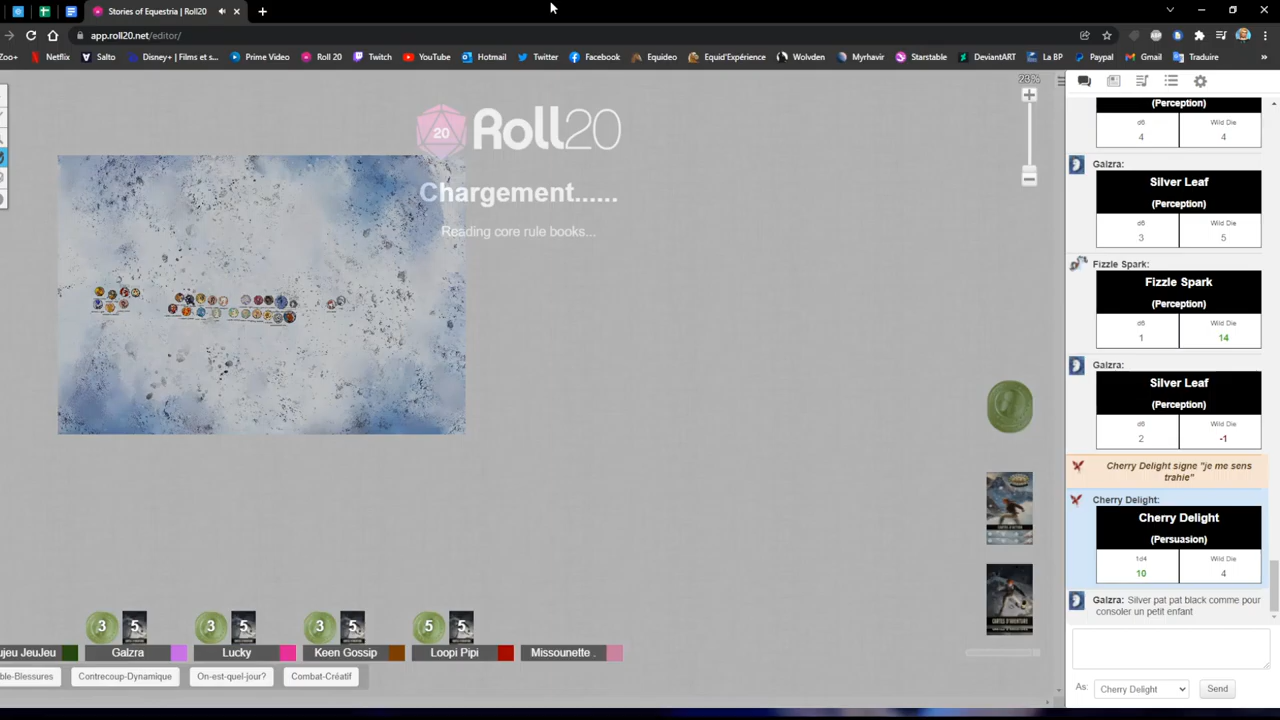 Stories of Equestria | Roll20
app.roll20.net/editor/
Zoo+ Netflix Salto Disney+ | Films et s... Prime Video Roll 20 Twitch YouTube Hotmail Twitter Facebook Equideo Equid'Expérience Wolvden Myrhavir Starstable DeviantART La BP Paypal Gmail Traduire »
23%
20 Roll20
Chargement......
Reading core rule books...
(Perception)
d6 Wild Die
4 4
Galzra:
Silver Leaf
(Perception)
d6 Wild Die
3 5
Fizzle Spark:
Fizzle Spark
(Perception)
d6 Wild Die
1 14
Galzra:
Silver Leaf
(Perception)
d6 Wild Die
2 -1
Cherry Delight signe "je me sens
trahie"
Cherry Delight:
Cherry Delight
(Persuasion)
1d4 Wild Die
10 4
Galzra: Silver pat pat black comme pour
consoler un petit enfant
As: Cherry Delight Send
3 5 3 5 3 5 5 5
ujeu JeuJeu Galzra Lucky Keen Gossip Loopi Pipi Missounette .
ble-Blessures Contrecoup-Dynamique On-est-quel-jour? Combat-Créatif